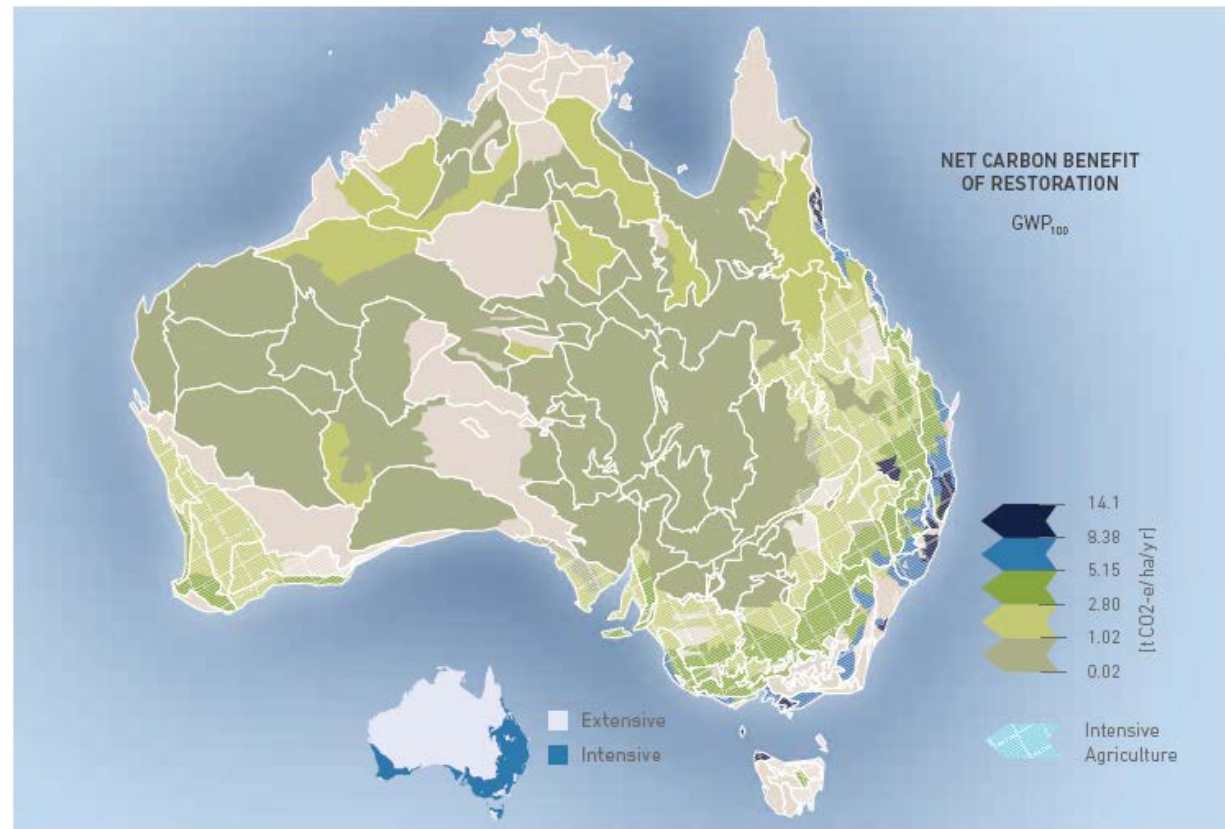 NET CARBON BENEFIT
OF RESTORATION
GWP₁₀₀
14.1
8.38
5.15
2.80
1.02
0.02
[tCO2-e/ha/yr]
Extensive
Intensive
Intensive
Agriculture